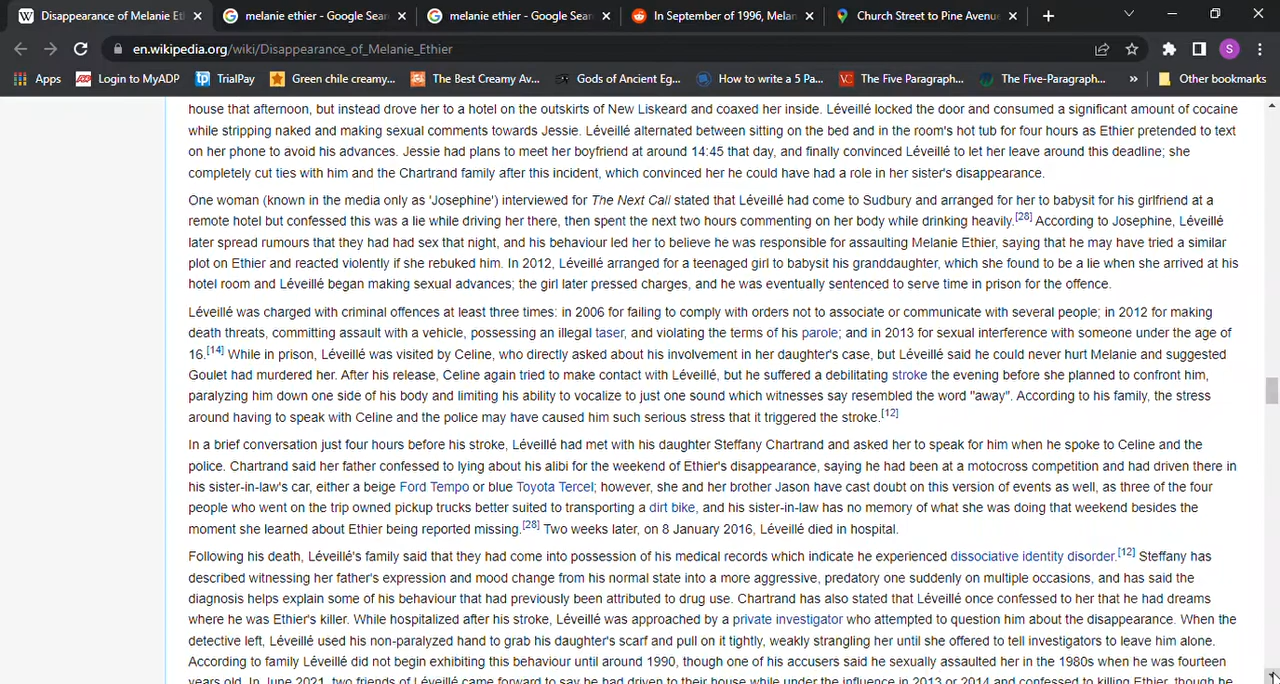 Disappearance of Melanie Et
melanie ethier - Google Sear
melanie ethier - Google Sear
In September of 1996, Melan
Church Street to Pine Avenu
en.wikipedia.org/wiki/Disappearance_of_Melanie_Ethier
S
Apps
Login to MyADP
tp TrialPay
Green chile creamy...
The Best Creamy Av...
Gods of Ancient Eg...
How to write a 5 Pa...
VC The Five Paragraph...
The Five-Paragraph...
»
Other bookmarks
house that afternoon, but instead drove her to a hotel on the outskirts of New Liskeard and coaxed her inside. Léveillé locked the door and consumed a significant amount of cocaine
while stripping naked and making sexual comments towards Jessie. Léveillé alternated between sitting on the bed and in the room's hot tub for four hours as Ethier pretended to text
on her phone to avoid his advances. Jessie had plans to meet her boyfriend at around 14:45 that day, and finally convinced Léveillé to let her leave around this deadline; she
completely cut ties with him and the Chartrand family after this incident, which convinced her he could have had a role in her sister's disappearance.
One woman (known in the media only as 'Josephine') interviewed for The Next Call stated that Léveillé had come to Sudbury and arranged for her to babysit for his girlfriend at a
remote hotel but confessed this was a lie while driving her there, then spent the next two hours commenting on her body while drinking heavily.[28] According to Josephine, Léveillé
later spread rumours that they had had sex that night, and his behaviour led her to believe he was responsible for assaulting Melanie Ethier, saying that he may have tried a similar
plot on Ethier and reacted violently if she rebuked him. In 2012, Léveillé arranged for a teenaged girl to babysit his granddaughter, which she found to be a lie when she arrived at his
hotel room and Léveillé began making sexual advances; the girl later pressed charges, and he was eventually sentenced to serve time in prison for the offence.
Léveillé was charged with criminal offences at least three times: in 2006 for failing to comply with orders not to associate or communicate with several people; in 2012 for making
death threats, committing assault with a vehicle, possessing an illegal taser, and violating the terms of his parole; and in 2013 for sexual interference with someone under the age of
16.[14] While in prison, Léveillé was visited by Celine, who directly asked about his involvement in her daughter's case, but Léveillé said he could never hurt Melanie and suggested
Goulet had murdered her. After his release, Celine again tried to make contact with Léveillé, but he suffered a debilitating stroke the evening before she planned to confront him,
paralyzing him down one side of his body and limiting his ability to vocalize to just one sound which witnesses say resembled the word "away". According to his family, the stress
around having to speak with Celine and the police may have caused him such serious stress that it triggered the stroke.[12]
In a brief conversation just four hours before his stroke, Léveillé had met with his daughter Steffany Chartrand and asked her to speak for him when he spoke to Celine and the
police. Chartrand said her father confessed to lying about his alibi for the weekend of Ethier's disappearance, saying he had been at a motocross competition and had driven there in
his sister-in-law's car, either a beige Ford Tempo or blue Toyota Tercel; however, she and her brother Jason have cast doubt on this version of events as well, as three of the four
people who went on the trip owned pickup trucks better suited to transporting a dirt bike, and his sister-in-law has no memory of what she was doing that weekend besides the
moment she learned about Ethier being reported missing.[28] Two weeks later, on 8 January 2016, Léveillé died in hospital.
Following his death, Léveillé's family said that they had come into possession of his medical records which indicate he experienced dissociative identity disorder.[12] Steffany has
described witnessing her father's expression and mood change from his normal state into a more aggressive, predatory one suddenly on multiple occasions, and has said the
diagnosis helps explain some of his behaviour that had previously been attributed to drug use. Chartrand has also stated that Léveillé once confessed to her that he had dreams
where he was Ethier's killer. While hospitalized after his stroke, Léveillé was approached by a private investigator who attempted to question him about the disappearance. When the
detective left, Léveillé used his non-paralyzed hand to grab his daughter's scarf and pull on it tightly, weakly strangling her until she offered to tell investigators to leave him alone.
According to family Léveillé did not begin exhibiting this behaviour until around 1990, though one of his accusers said he sexually assaulted her in the 1980s when he was fourteen
years old. In June 2021, two friends of Léveillé came forward to say he had driven to their house while under the influence in 2013 or 2014 and confessed to killing Ethier, though he